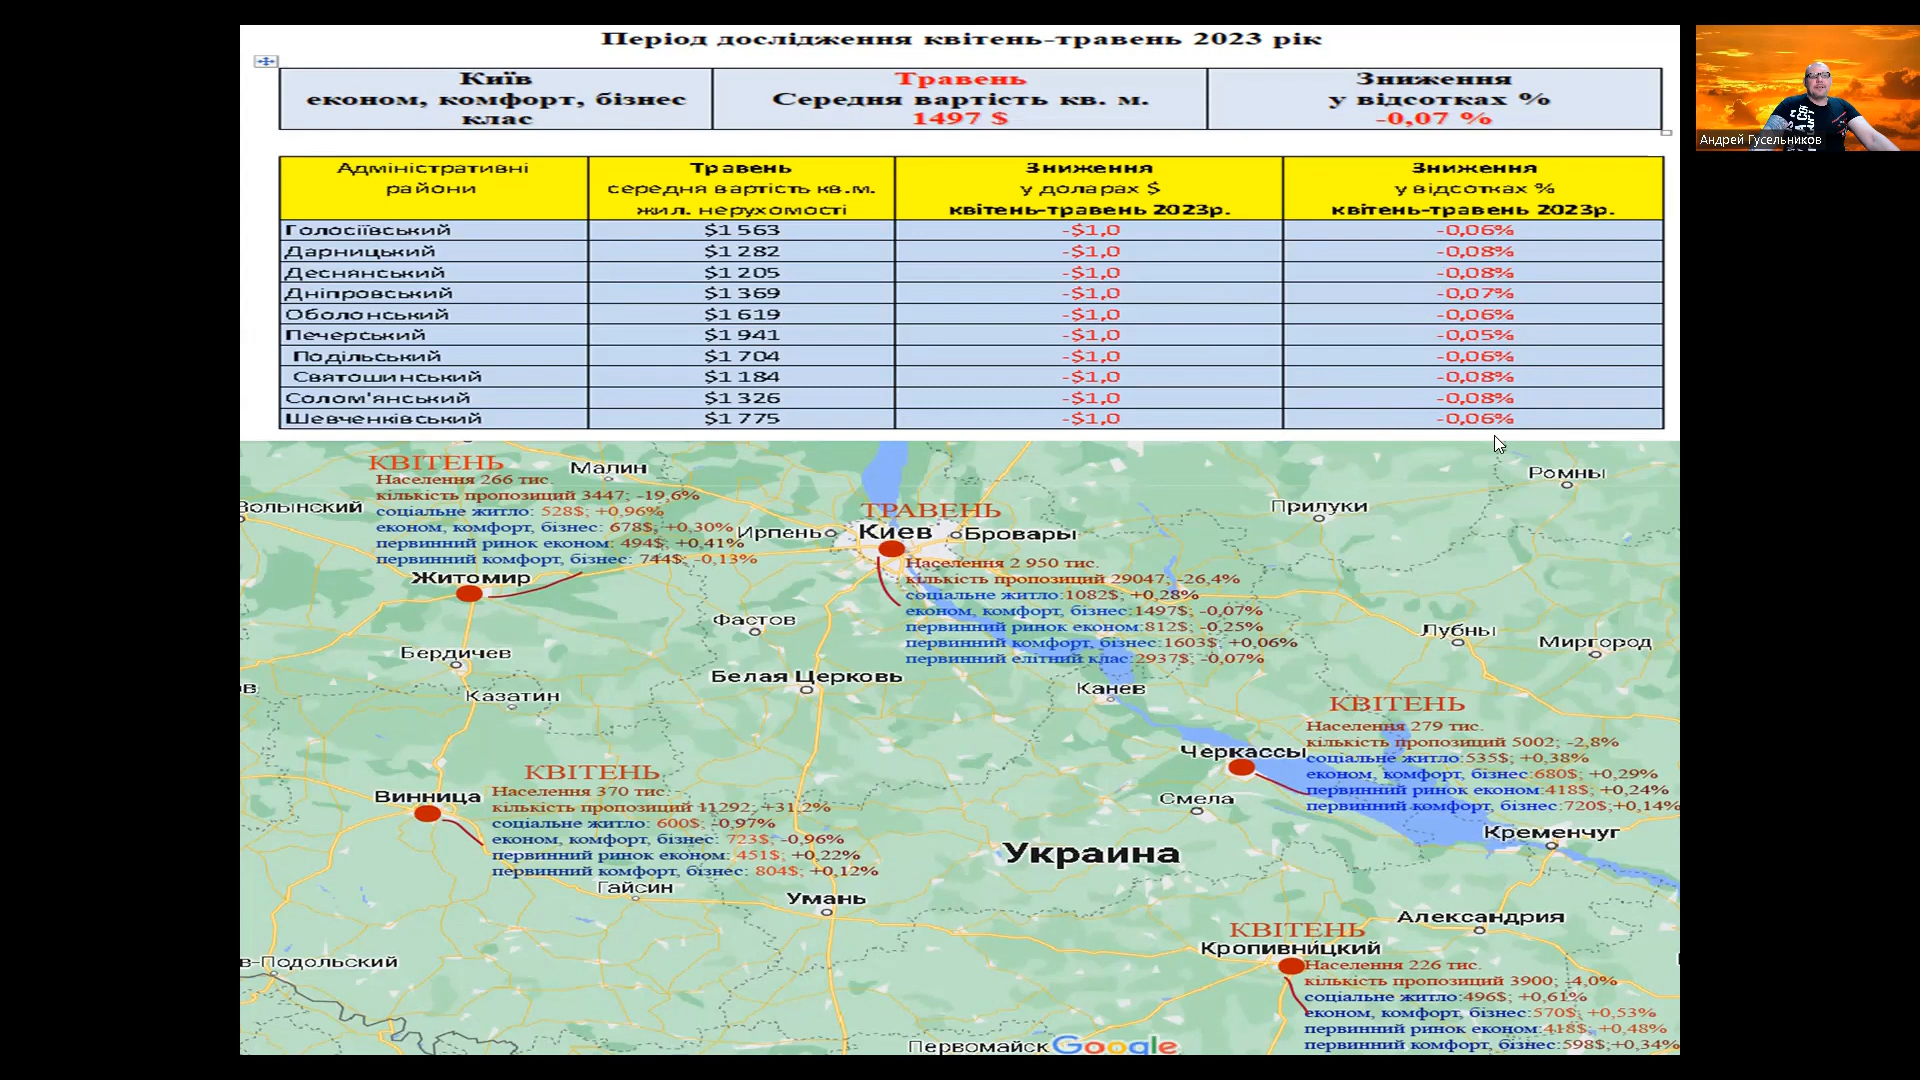 Період дослідження квітень-травень 2023 рік
Київ
економ, комфорт, бізнес
клас
Травень
Середня вартість кв. м.
1497 $
Зниження
у відсотках %
-0,07 %
Андрей Гусельников
Адміністративні
райони
Травень
середня вартість кв.м.
жил. нерухомості
Зниження
у доларах $
квітень-травень 2023р.
Зниження
у відсотках %
квітень-травень 2023р.
Голосіївський $1 563 -$1,0 -0,06%
Дарницький $1 282 -$1,0 -0,08%
Деснянський $1 205 -$1,0 -0,08%
Дніпровський $1 369 -$1,0 -0,07%
Оболонський $1 619 -$1,0 -0,06%
Печерський $1 941 -$1,0 -0,05%
Подільський $1 704 -$1,0 -0,06%
Святошинський $1 184 -$1,0 -0,08%
Солом'янський $1 326 -$1,0 -0,08%
Шевченківський $1 775 -$1,0 -0,06%
КВІТЕНЬ
Населення 266 тис.
кількість пропозиций 3447; -19,6%
соціальне житло: 528$; +0,96%
економ, комфорт, бізнес: 678$; +0,30%
первинний ринок економ: 494$; +0,41%
первинний комфорт, бізнес: 744$; -0,13%
Житомир
Малин
Волынский
Ирпень
ТРАВЕНЬ
Киев
Бровары
Населення 2 950 тис.
кількість пропозиций 29047; -26,4%
соціальне житло:1082$; +0,28%
економ, комфорт, бізнес:1497$; -0,07%
первинний ринок економ:812$; -0,25%
первинний комфорт, бізнес:1603$; +0,06%
первинний елітний клас:2937$; -0,07%
Прилуки
Ромны
Фастов
Лубны
Миргород
Бердичев
Белая Церковь
Казатин
ов
Канев
КВІТЕНЬ
Населення 279 тис.
кількість пропозиций 5002; -2,8%
соціальне житло:535$; +0,38%
економ, комфорт, бізнес:680$; +0,29%
первинний ринок економ:418$; +0,24%
первинний комфорт, бізнес:720$;+0,14%
Черкассы
Смела
Кременчуг
КВІТЕНЬ
Винница
Населення 370 тис.
кількість пропозиций 11292; +31,2%
соціальне житло: 600$; -0,97%
економ, комфорт, бізнес: 723$; -0,96%
первинний ринок економ: 451$; +0,22%
первинний комфорт, бізнес: 804$; +0,12%
Гайсин
Умань
Украина
Александрия
КВІТЕНЬ
Кропивни́цкий
Населення 226 тис.
кількість пропозиций 3900; -4,0%
соціальне житло:496$; +0,61%
економ, комфорт, бізнес:570$; +0,53%
первинний ринок економ:418$; +0,48%
первинний комфорт, бізнес:598$;+0,34%
в-Подольский
Первомайск
Google